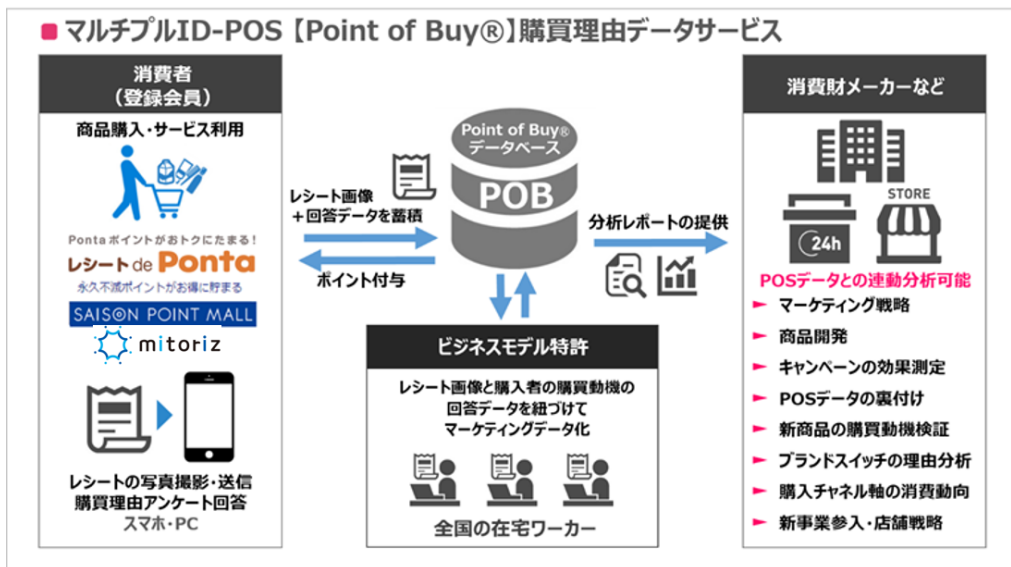 マルチプルID-POS【Point of Buy®】購買理由データサービス
消費者
（登録会員）
商品購入・サービス利用
Pontaポイントがおトクにたまる！
レシート de Ponta
永久不滅ポイントがお得に貯まる
SAISON POINT MALL
mitoriz
レシートの写真撮影・送信
購買理由アンケート回答
スマホ・PC
レシート画像
＋回答データを蓄積
ポイント付与
Point of Buy®
データベース
POB
分析レポートの提供
ビジネスモデル特許
レシート画像と購入者の購買動機の
回答データを紐づけて
マーケティングデータ化
全国の在宅ワーカー
消費財メーカーなど
STORE
24h
POSデータとの連動分析可能
► マーケティング戦略
► 商品開発
► キャンペーンの効果測定
► POSデータの裏付け
► 新商品の購買動機検証
► ブランドスイッチの理由分析
► 購入チャネル軸の消費動向
► 新事業参入・店舗戦略